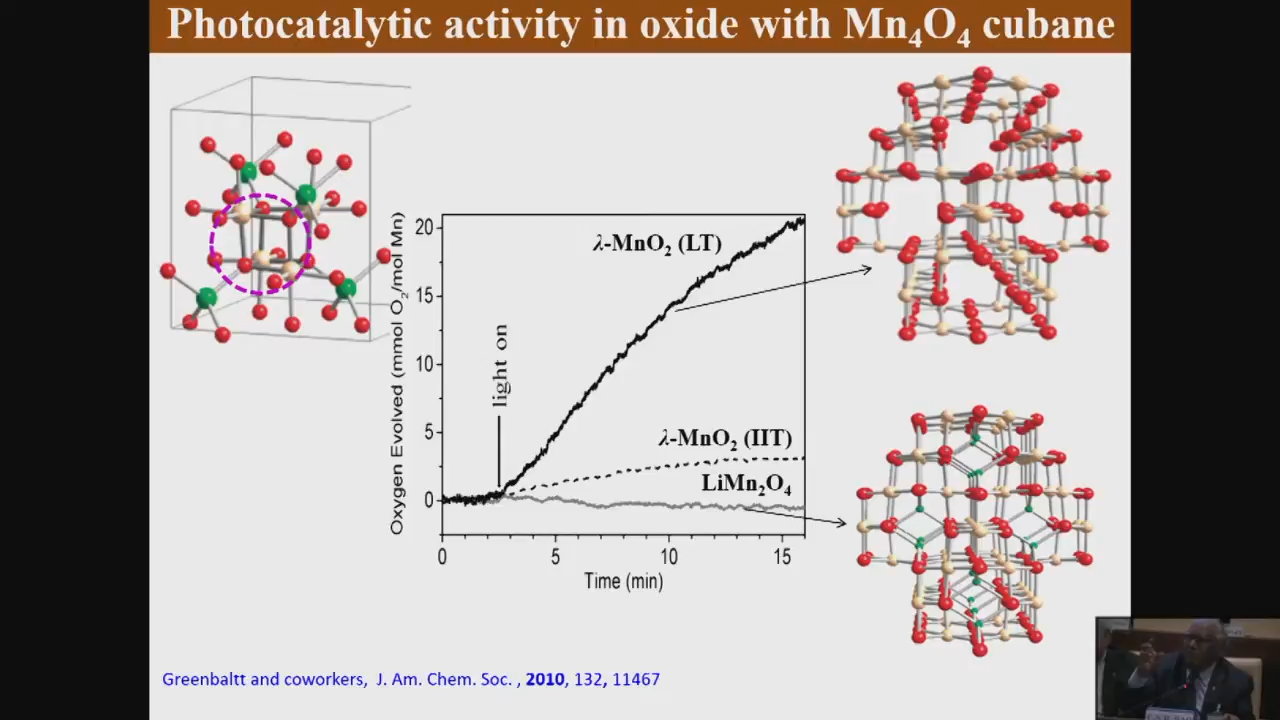 Photocatalytic activity in oxide with Mn₄O₄ cubane
Oxygen Evolved (mmol O₂/mol Mn)
20
15
10
5
0
light on
λ-MnO₂ (LT)
λ-MnO₂ (HT)
LiMn₂O₄
0 5 10 15
Time (min)
Greenbaltt and coworkers, J. Am. Chem. Soc. , 2010, 132, 11467